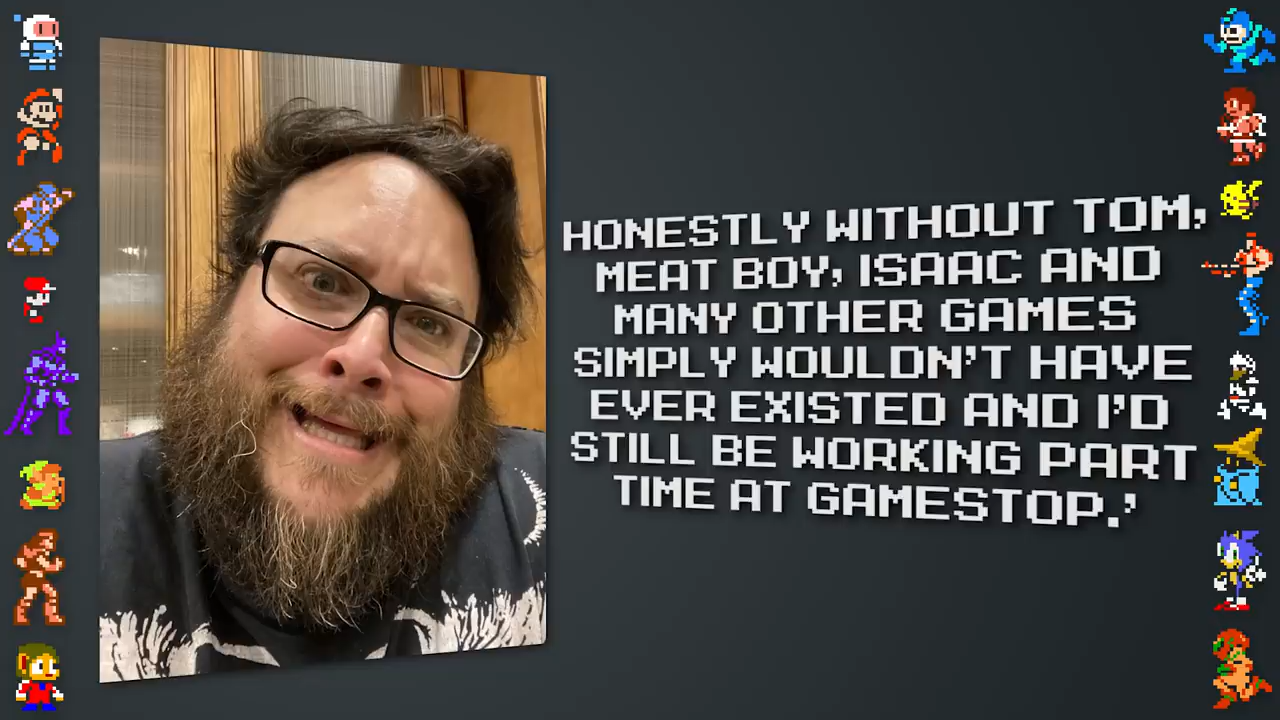 HONESTLY WITHOUT TOM,
MEAT BOY, ISAAC AND
MANY OTHER GAMES
SIMPLY WOULDN'T HAVE
EVER EXISTED AND I'D
STILL BE WORKING PART
TIME AT GAMESTOP.'